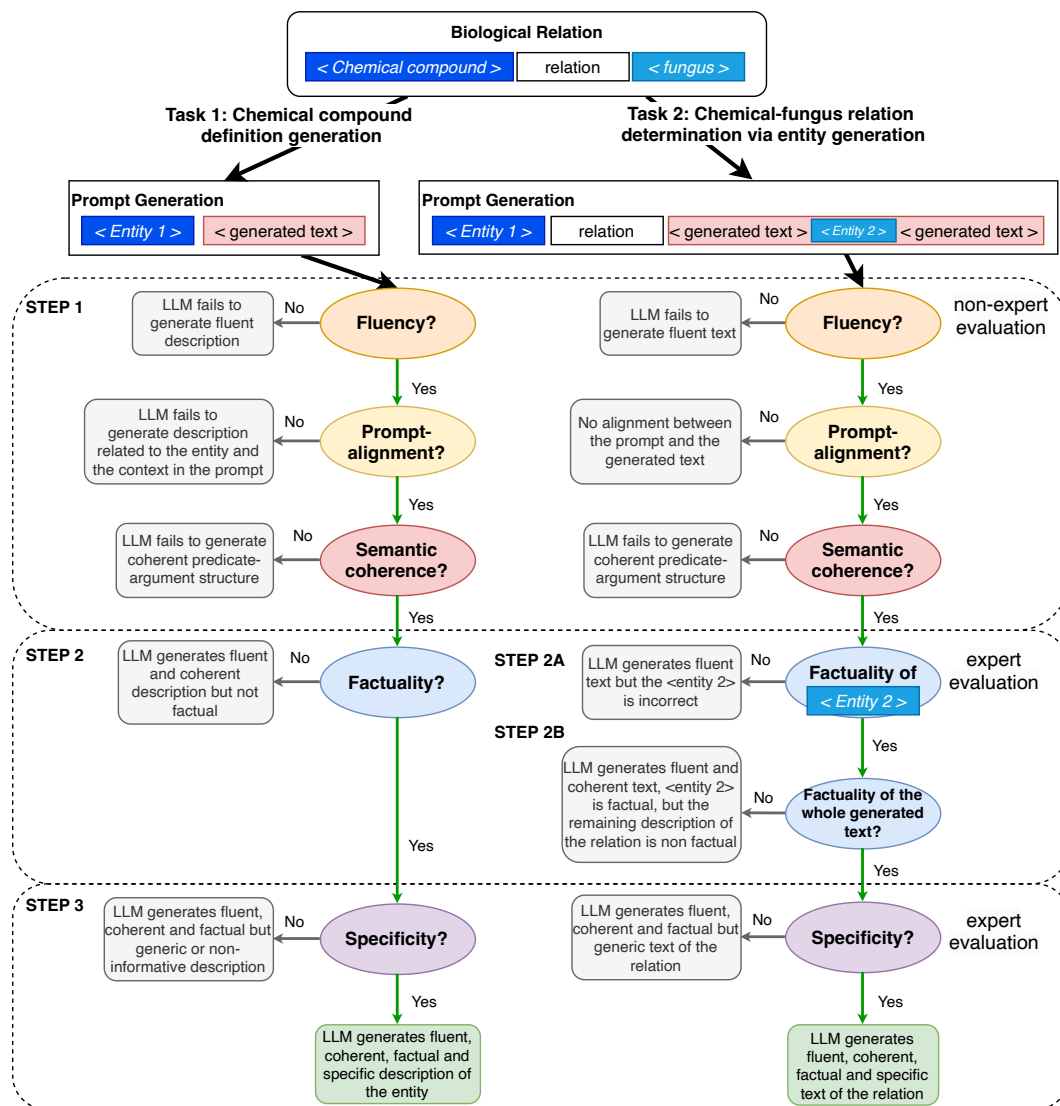 Biological Relation
< Chemical compound >
relation
< fungus >
Task 1: Chemical compound
definition generation
Task 2: Chemical-fungus relation
determination via entity generation
Prompt Generation
< Entity 1 >
< generated text >
Prompt Generation
< Entity 1 >
relation
< generated text >
< Entity 2 >
< generated text >
STEP 1
LLM fails to
generate fluent
description
No
Fluency?
Yes
LLM fails to
generate description
related to the entity and
the context in the prompt
No
Prompt-
alignment?
Yes
LLM fails to generate
coherent predicate-
argument structure
No
Semantic
coherence?
Yes
LLM fails to
generate fluent text
No
Fluency?
non-expert
evaluation
Yes
No alignment between
the prompt and the
generated text
No
Prompt-
alignment?
Yes
LLM fails to generate
coherent predicate-
argument structure
No
Semantic
coherence?
Yes
STEP 2
LLM generates fluent
and coherent
description but not
factual
No
Factuality?
Yes
STEP 2A
LLM generates fluent
text but the <entity 2>
is incorrect
No
Factuality of
< Entity 2 >
expert
evaluation
Yes
STEP 2B
LLM generates fluent and
coherent text, <entity 2>
is factual, but the
remaining description of
the relation is non factual
No
Factuality of the
whole generated
text?
Yes
STEP 3
LLM generates fluent,
coherent and factual but
generic or non-
informative description
No
Specificity?
Yes
LLM generates fluent,
coherent, factual and
specific description of
the entity
LLM generates fluent,
coherent and factual but
generic text of the
relation
No
Specificity?
expert
evaluation
Yes
LLM generates
fluent, coherent,
factual and specific
text of the relation